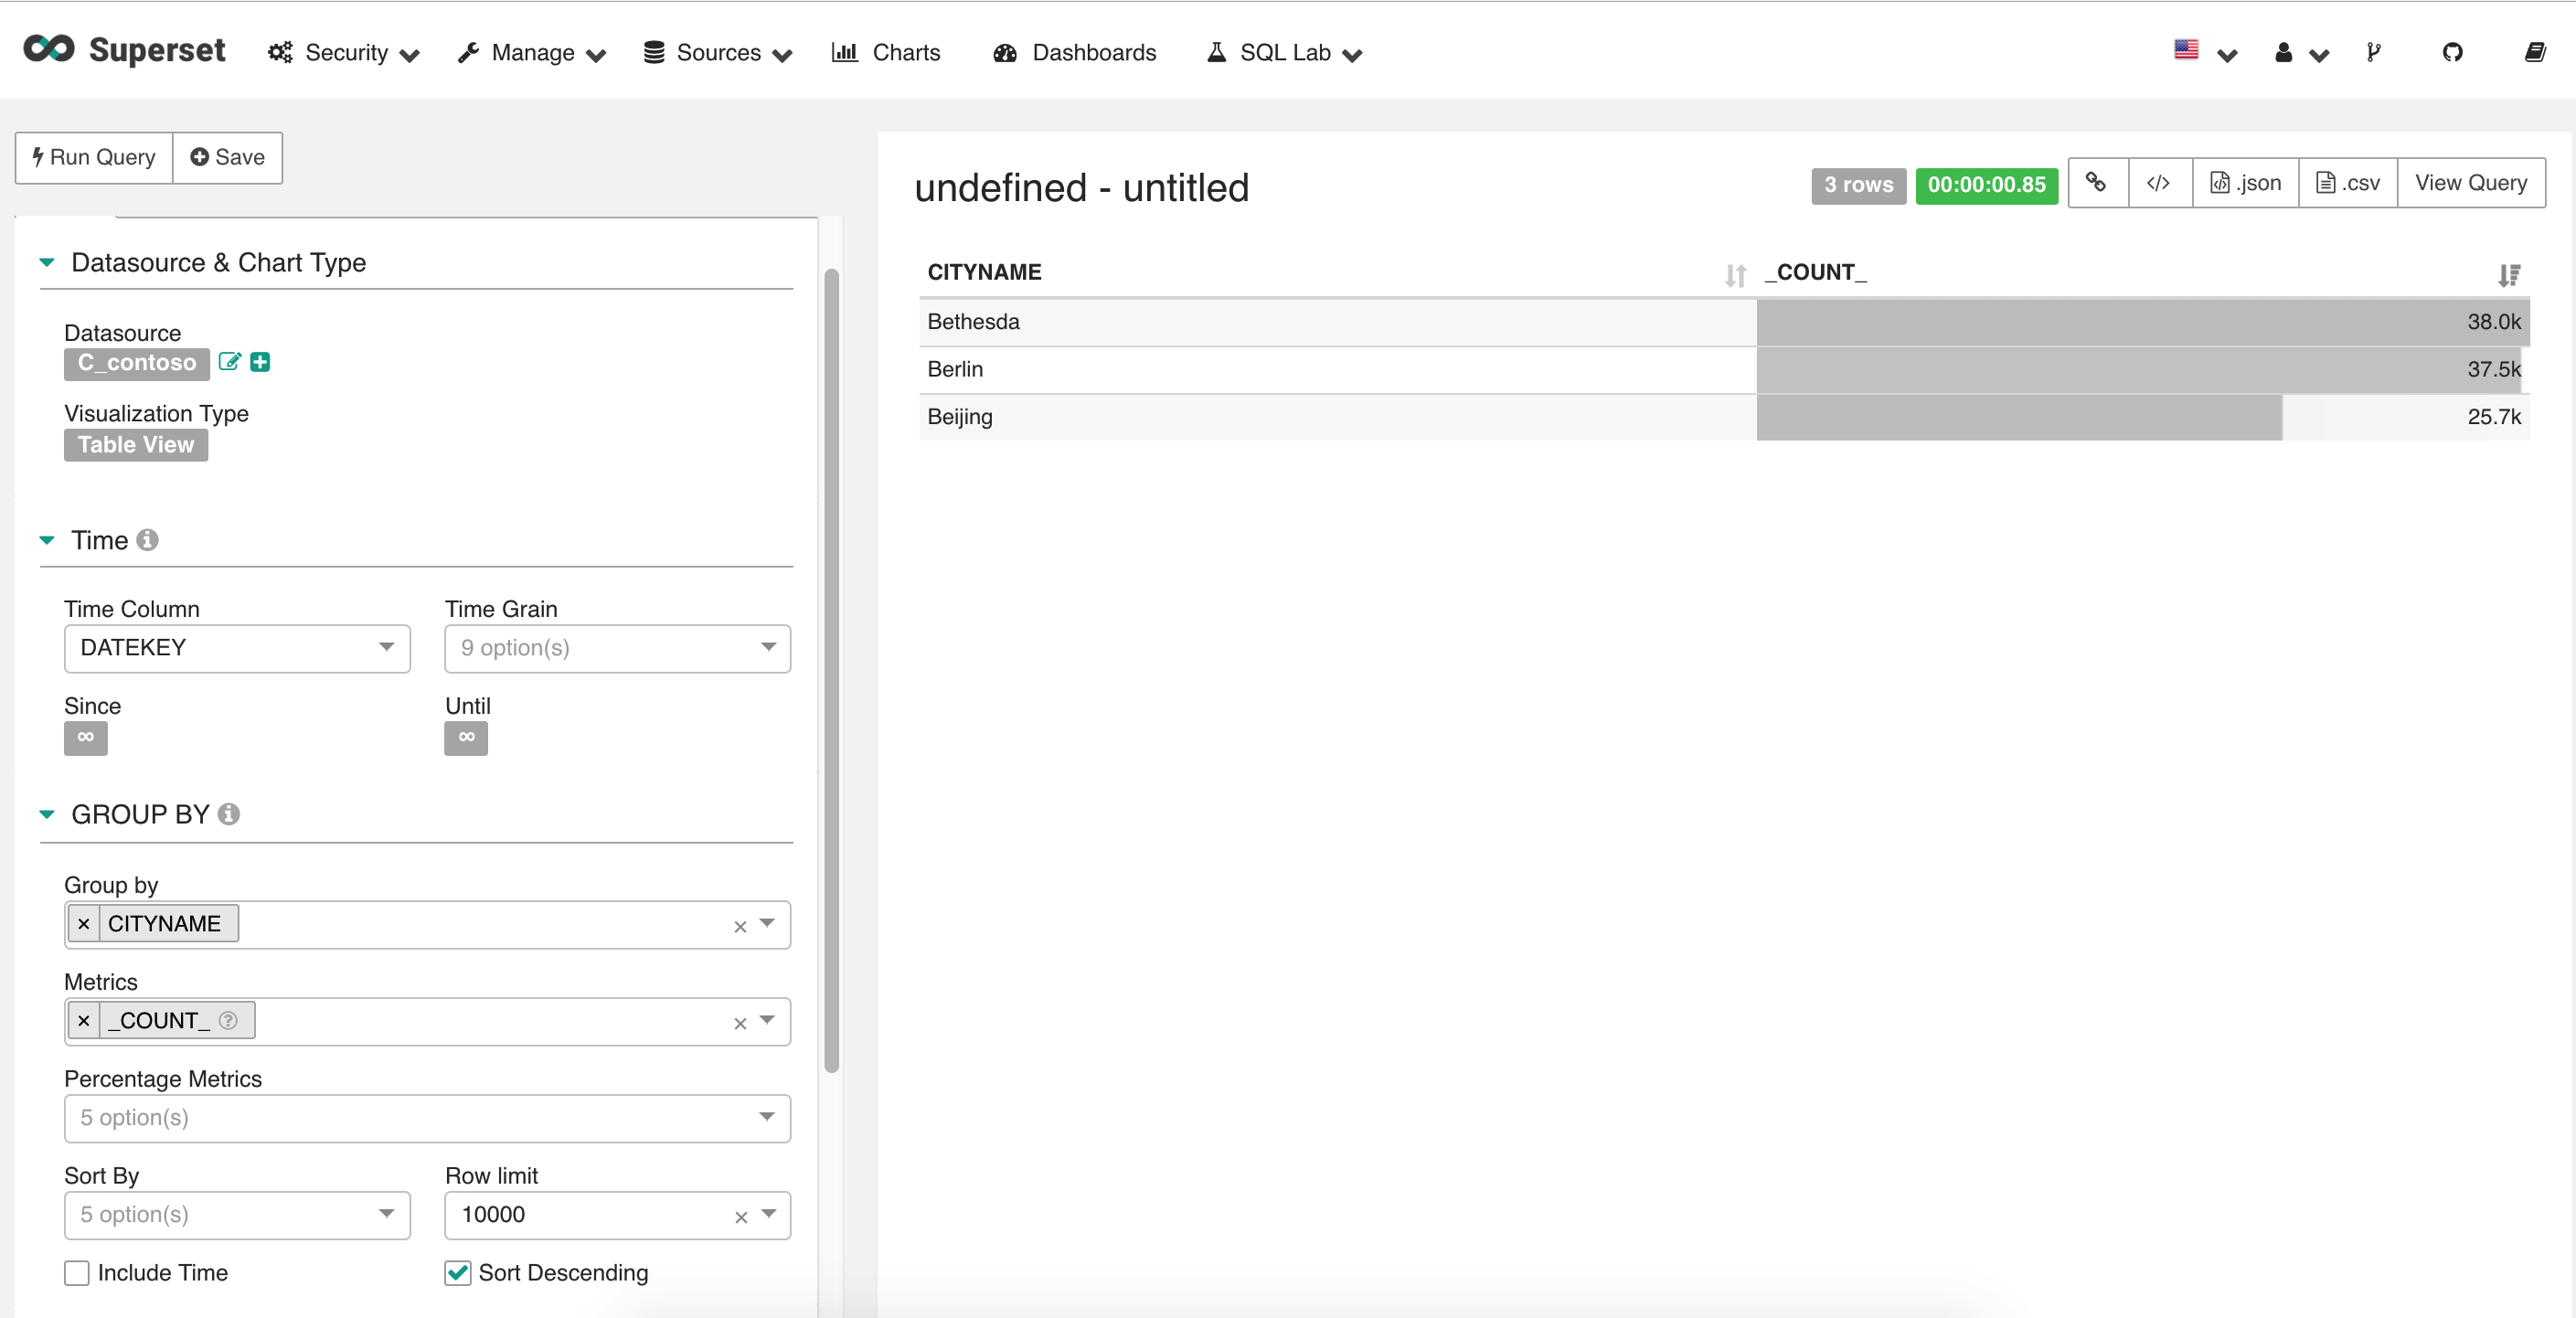 Superset Security Manage Sources Charts Dashboards SQL Lab
Run Query Save
Datasource & Chart Type
Datasource
C_contoso
Visualization Type
Table View
Time
Time Column Time Grain
DATEKEY 9 option(s)
Since Until
∞ ∞
GROUP BY
Group by
× CITYNAME ×
Metrics
× _COUNT_ ? ×
Percentage Metrics
5 option(s)
Sort By Row limit
5 option(s) 10000 ×
Include Time Sort Descending
undefined - untitled 3 rows 00:00:00.85 </> .json .csv View Query
CITYNAME _COUNT_
Bethesda 38.0k
Berlin 37.5k
Beijing 25.7k